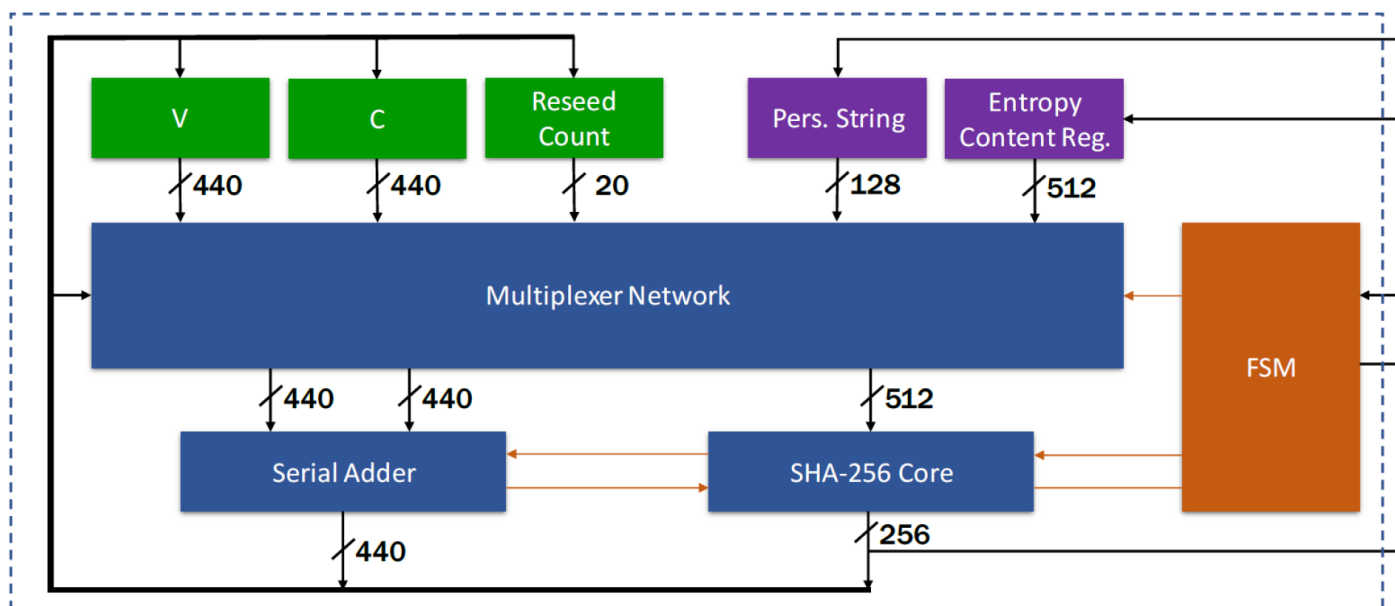 V
C
Reseed
Count
Pers. String
Entropy
Content Reg.
440
440
20
128
512
Multiplexer Network
FSM
440
440
512
Serial Adder
SHA-256 Core
440
256